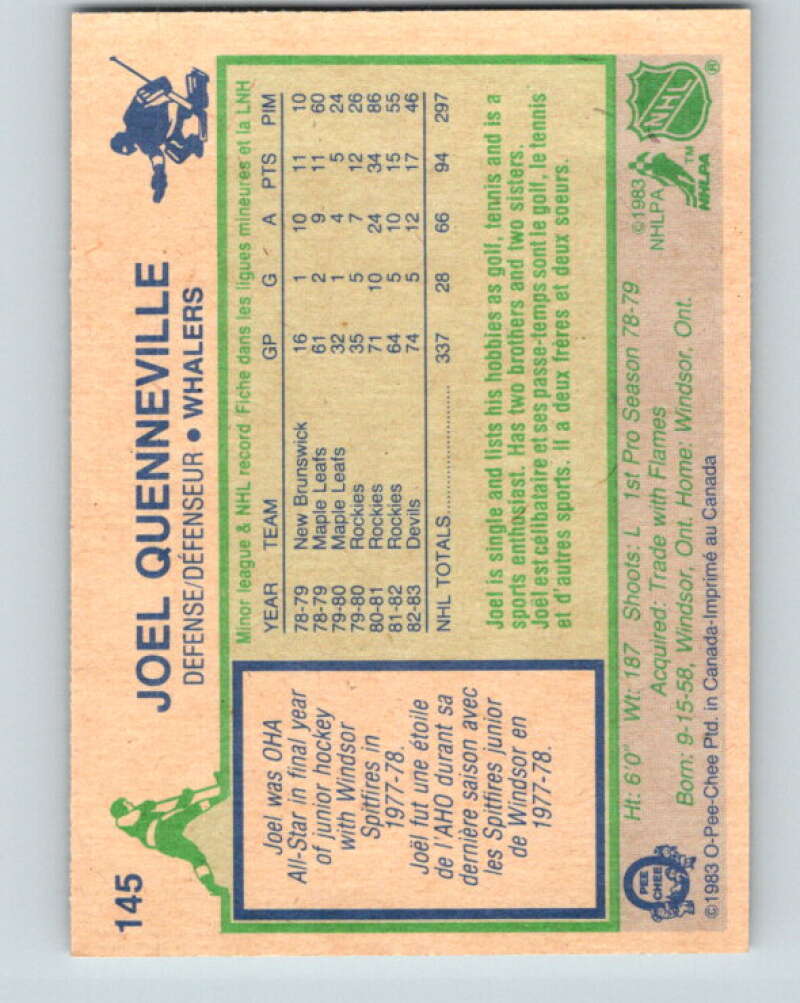 145
JOEL QUENNEVILLE
DEFENSE/DÉFENSEUR • WHALERS
Joel was OHA
All-Star in final year
of junior hockey
with Windsor
Spitfires in
1977-78.
Joël fut une étoile
de l'AHO durant sa
dernière saison avec
les Spitfires junior
de Windsor en
1977-78.
Minor league & NHL record Fiche dans les ligues mineures et la LNH
YEAR TEAM GP G A PTS PIM
78-79 New Brunswick 16 1 10 11 10
78-79 Maple Leafs 61 2 9 11 60
79-80 Maple Leafs 32 1 4 5 24
79-80 Rockies 35 5 7 12 26
80-81 Rockies 71 10 24 34 86
81-82 Rockies 64 5 10 15 55
82-83 Devils 74 5 12 17 46
NHL TOTALS 337 28 66 94 297
Joel is single and lists his hobbies as golf, tennis and is a
sports enthusiast. Has two brothers and two sisters.
Joël est célibataire et ses passe-temps sont le golf, le tennis
et d'autres sports. Il a deux frères et deux soeurs.
Ht: 6'0" Wt: 187 Shoots: L 1st Pro Season 78-79
Acquired: Trade with Flames
Born: 9-15-58, Windsor, Ont. Home: Windsor, Ont.
©1983 O-Pee-Chee Ptd. in Canada-Imprimé au Canada
O
PEE
CHEE
©1983
NHLPA
NHLPA
TM
NHL
®